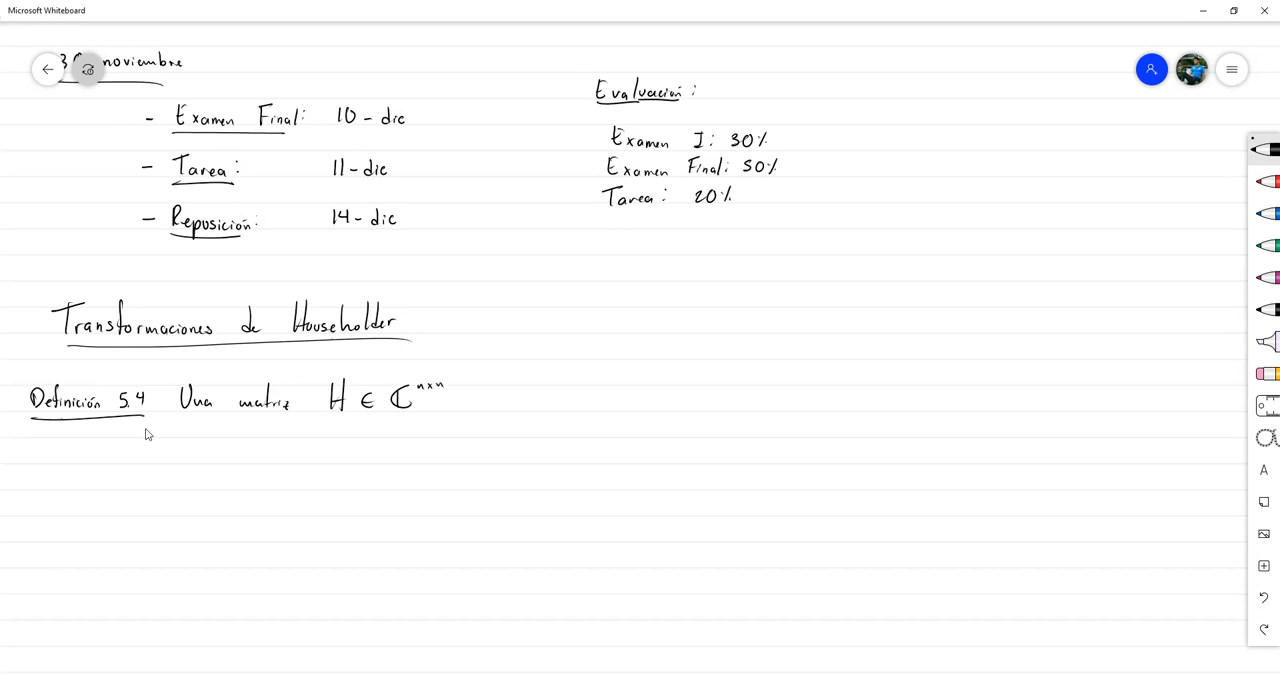 Microsoft Whiteboard
noviembre
- Examen Final: 10 - dic
- Tarea: 11 - dic
- Reposición: 14 - dic
Evaluación:
Examen I: 30%
Examen Final: 50%
Tarea: 20%
Transformaciones de Householder
Definición 5.4 Una matriz H ∈ ℂⁿˣⁿ
A